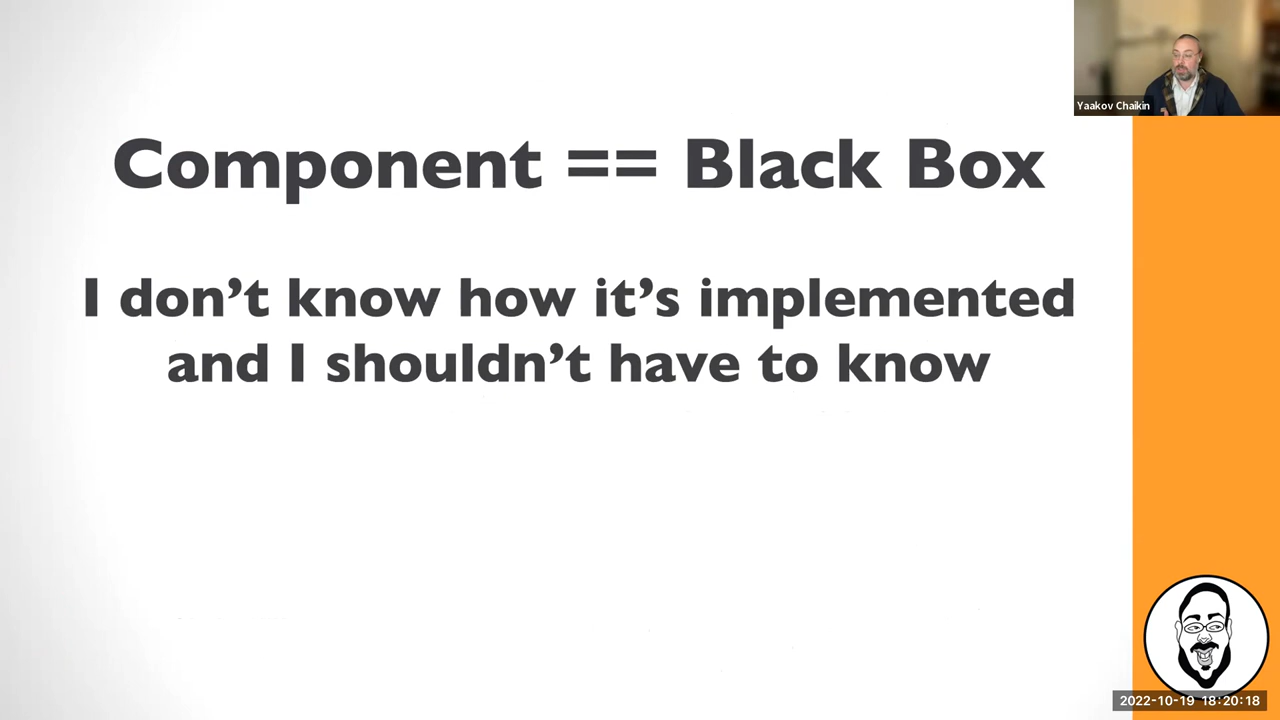 Yaakov Chaikin
Component == Black Box
I don’t know how it’s implemented
and I shouldn’t have to know
2022-10-19 18:20:18